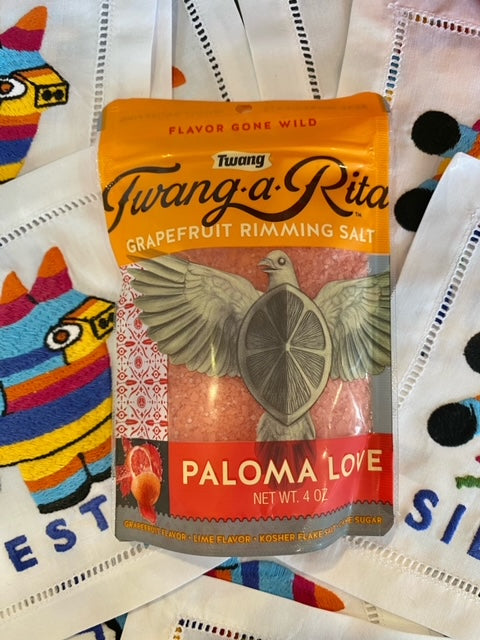 FLAVOR GONE WILD
Twang
Twang·a·Rita™
GRAPEFRUIT RIMMING SALT
PALOMA LOVE
NET WT. 4 OZ
GRAPEFRUIT FLAVOR • LIME FLAVOR • KOSHER FLAKE SALT • CANE SUGAR
EST
SI